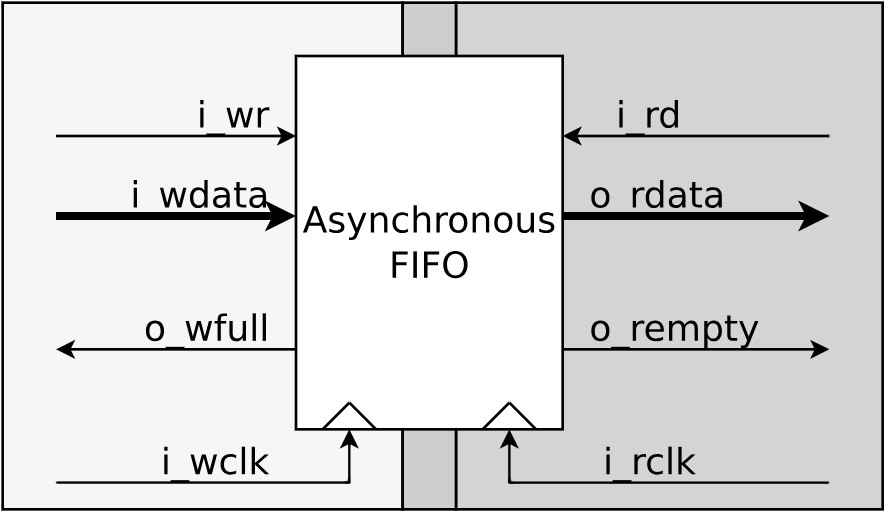 i_wr
i_rd
i_wdata
o_rdata
Asynchronous
FIFO
o_wfull
o_rempty
i_wclk
i_rclk